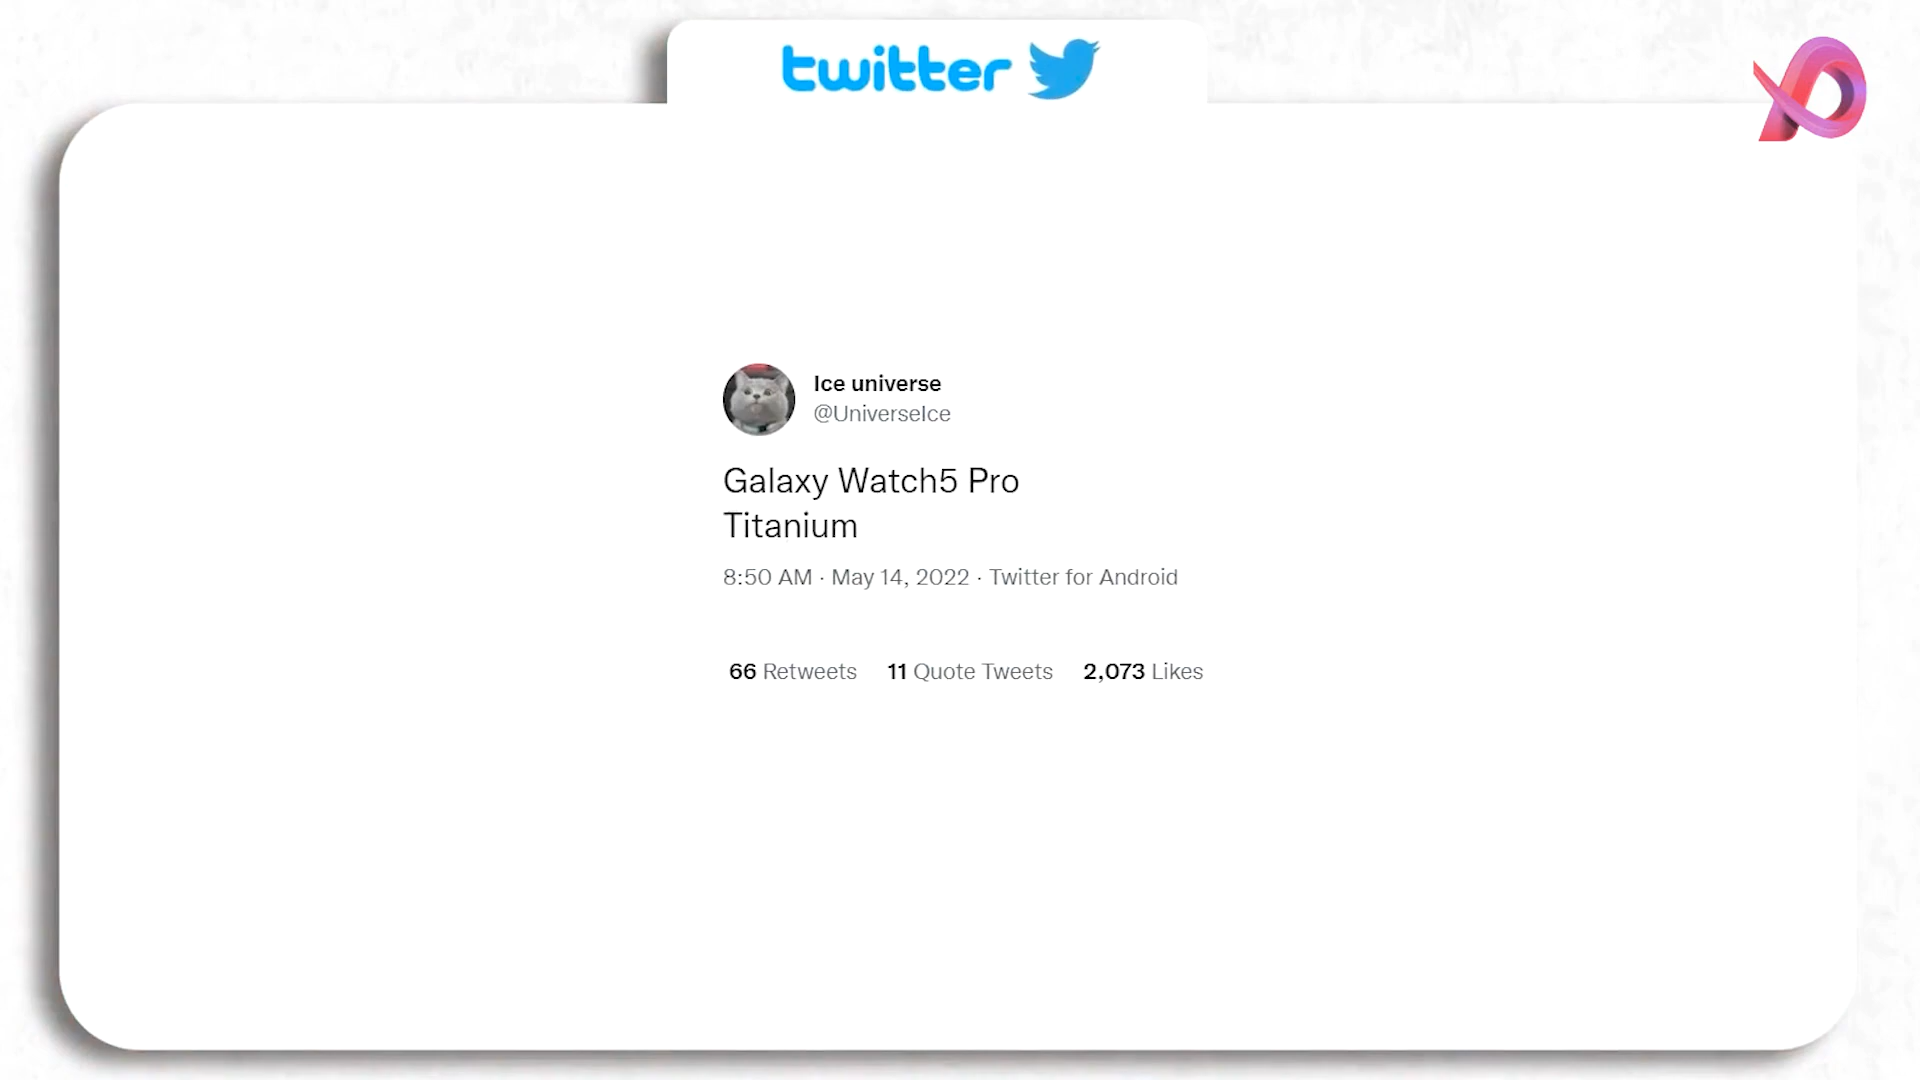 twitter
Ice universe
@UniverseIce
Galaxy Watch5 Pro
Titanium
8:50 AM · May 14, 2022 · Twitter for Android
66 Retweets 11 Quote Tweets 2,073 Likes